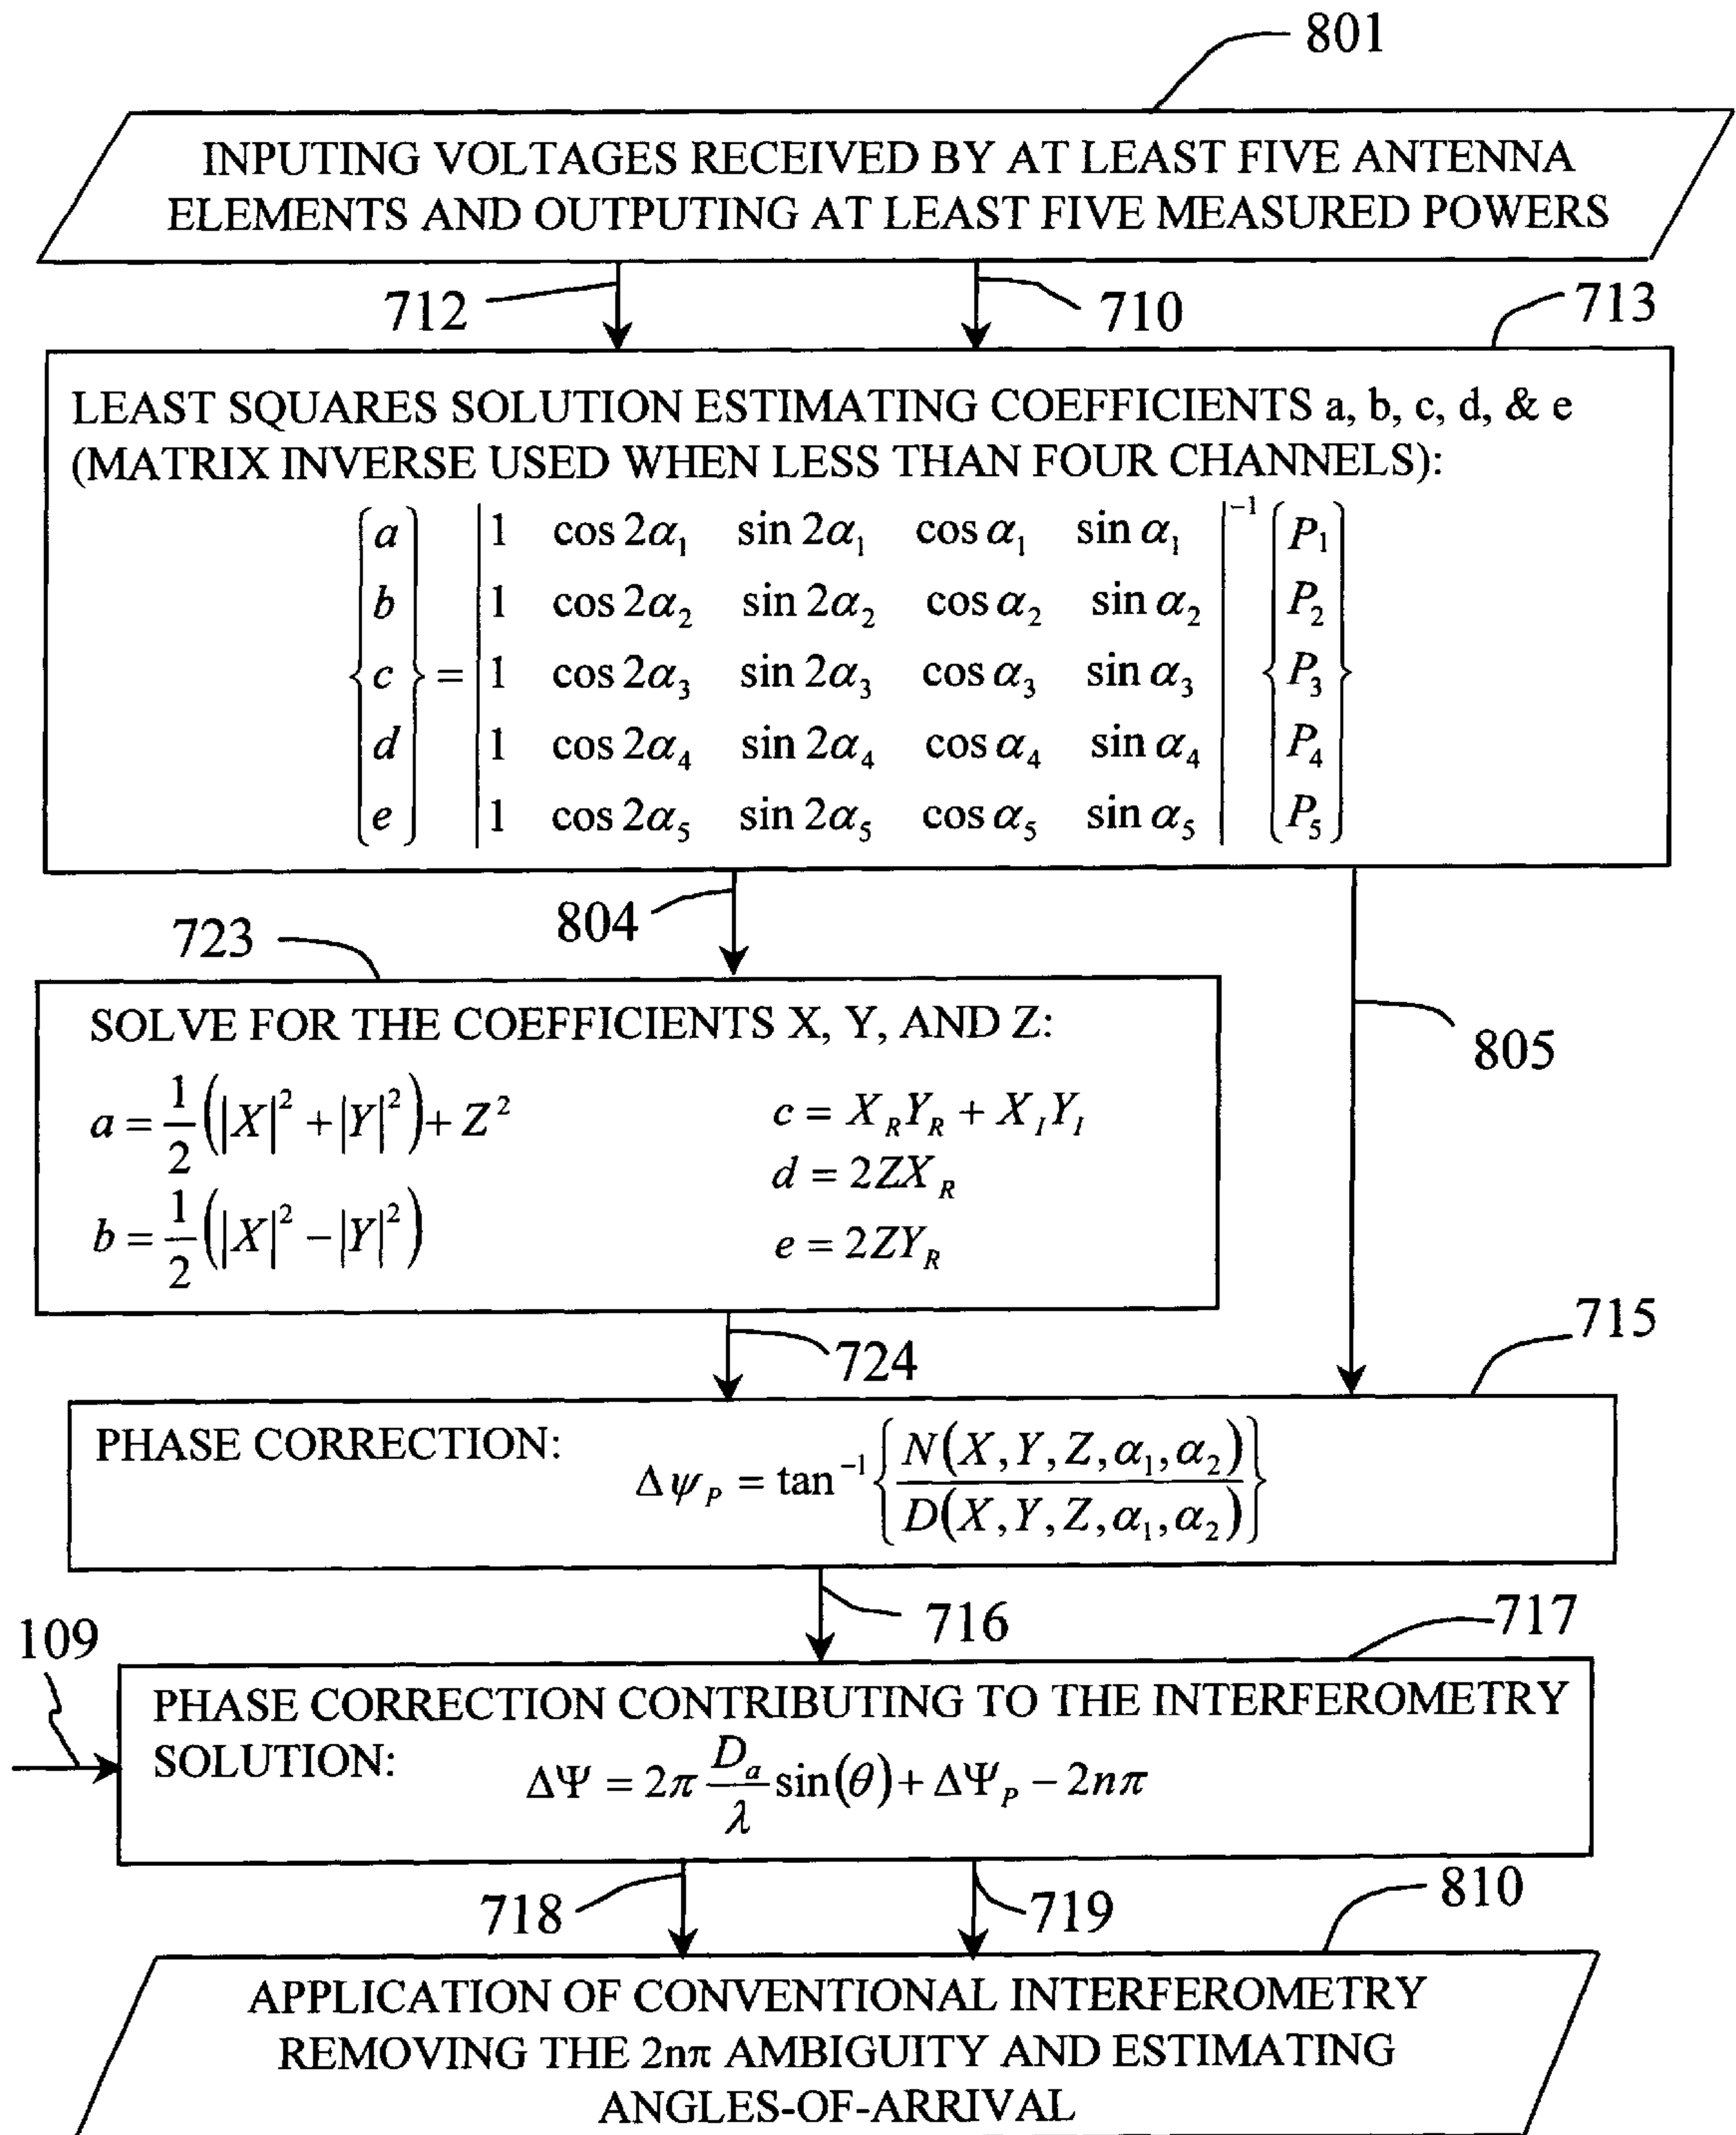 801
INPUTING VOLTAGES RECEIVED BY AT LEAST FIVE ANTENNA
ELEMENTS AND OUTPUTING AT LEAST FIVE MEASURED POWERS
712
710
713
LEAST SQUARES SOLUTION ESTIMATING COEFFICIENTS a, b, c, d, & e
(MATRIX INVERSE USED WHEN LESS THAN FOUR CHANNELS):
{a b c d e} = |1 cos 2α₁ sin 2α₁ cos α₁ sin α₁|⁻¹ {P₁
1 cos 2α₂ sin 2α₂ cos α₂ sin α₂ P₂
1 cos 2α₃ sin 2α₃ cos α₃ sin α₃ P₃
1 cos 2α₄ sin 2α₄ cos α₄ sin α₄ P₄
1 cos 2α₅ sin 2α₅ cos α₅ sin α₅ P₅}
804
723
805
SOLVE FOR THE COEFFICIENTS X, Y, AND Z:
a = 1/2 (|X|² + |Y|²) + Z²
b = 1/2 (|X|² − |Y|²)
c = X_R Y_R + X_I Y_I
d = 2ZX_R
e = 2ZY_R
724
715
PHASE CORRECTION:
Δψ_P = tan⁻¹ {N(X, Y, Z, α₁, α₂) / D(X, Y, Z, α₁, α₂)}
716
717
109
PHASE CORRECTION CONTRIBUTING TO THE INTERFEROMETRY
SOLUTION: ΔΨ = 2π D_a/λ sin(θ) + ΔΨ_P − 2nπ
718
719
810
APPLICATION OF CONVENTIONAL INTERFEROMETRY
REMOVING THE 2nπ AMBIGUITY AND ESTIMATING
ANGLES-OF-ARRIVAL